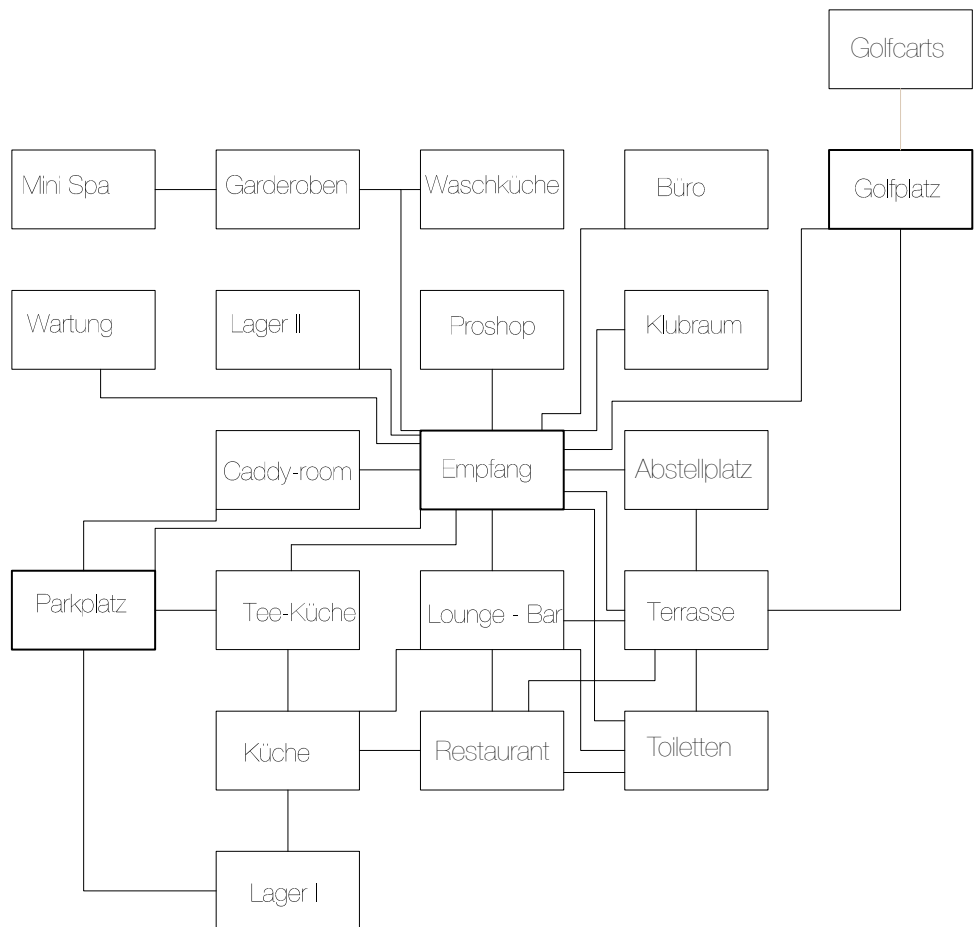 Golfcarts
Mini Spa
Garderoben
Waschküche
Büro
Golfplatz
Wartung
Lager II
Proshop
Klubraum
Caddy-room
Empfang
Abstellplatz
Parkplatz
Tee-Küche
Lounge - Bar
Terrasse
Küche
Restaurant
Toiletten
Lager I